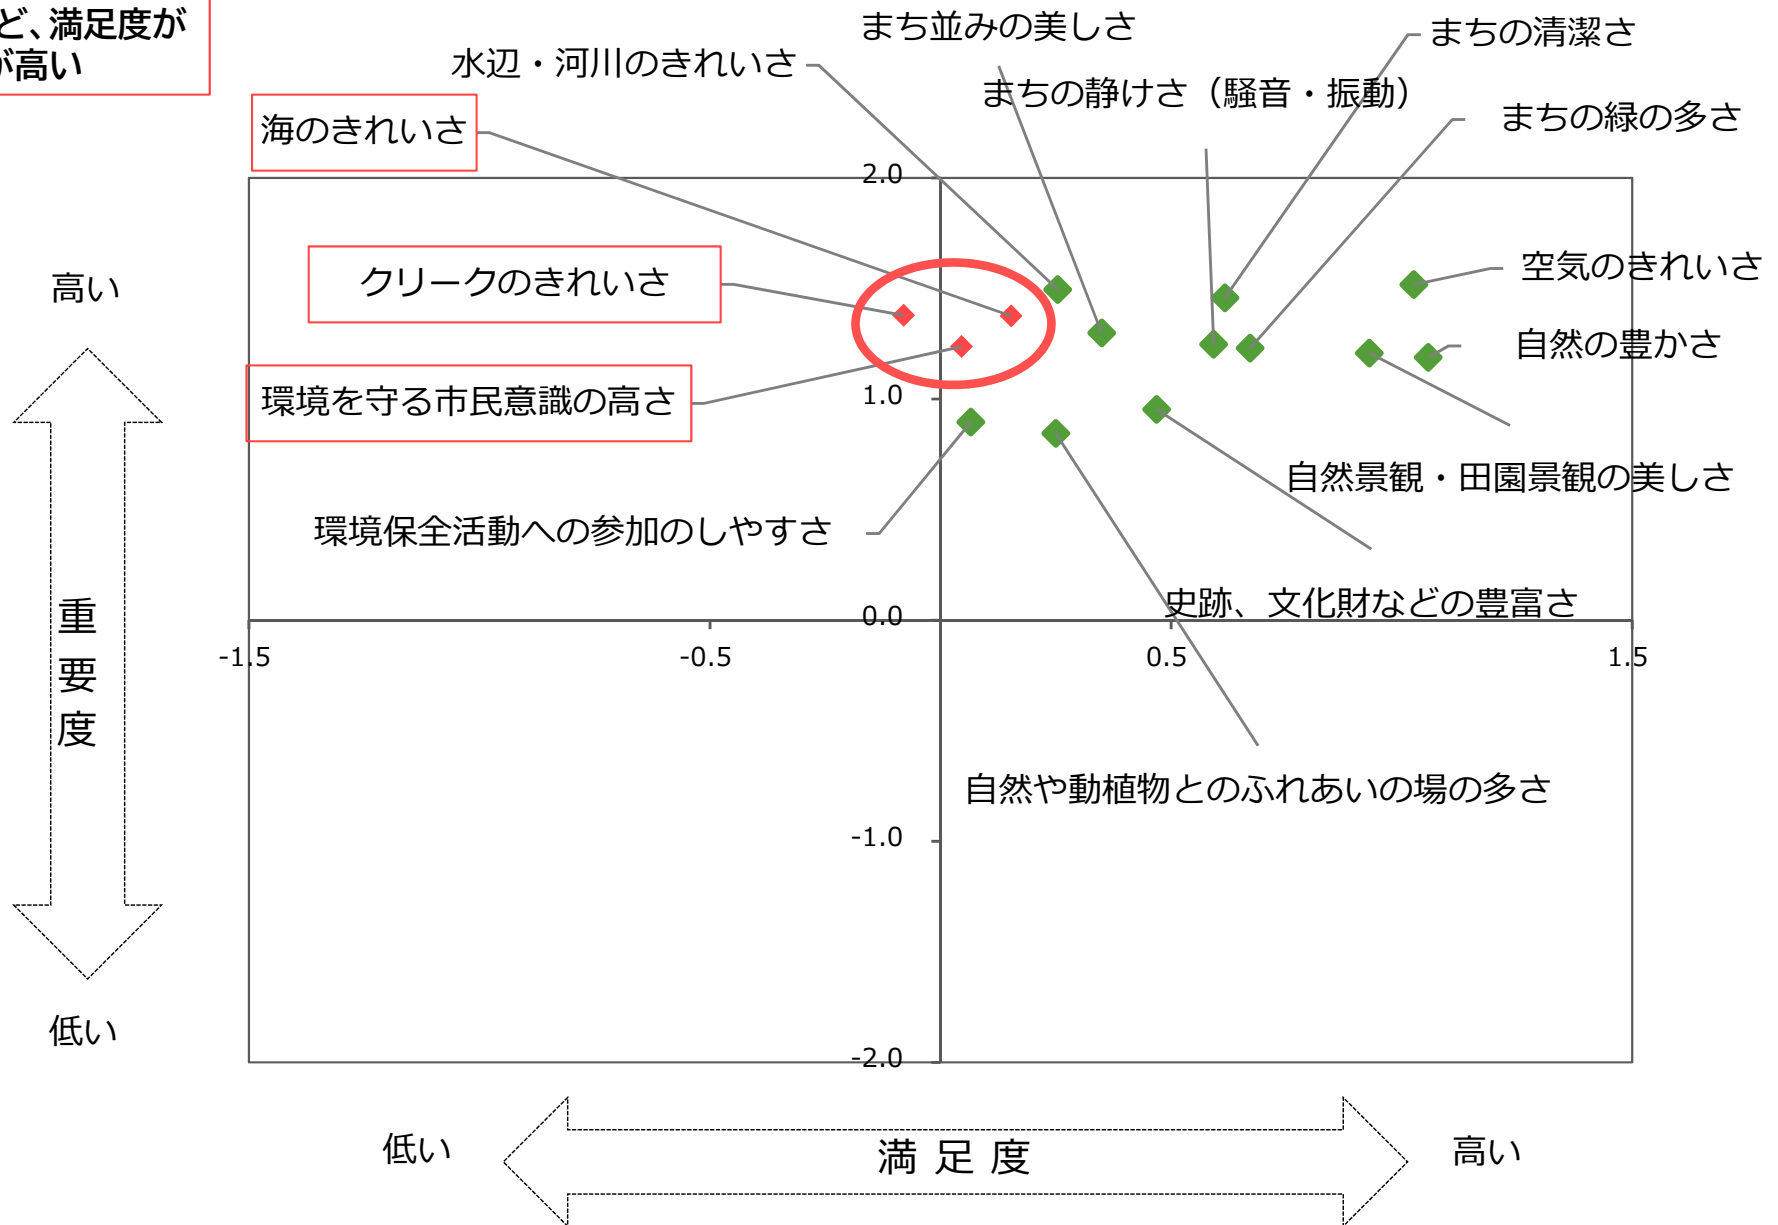 ど、満足度が
が高い
まち並みの美しさ
まちの清潔さ
水辺・河川のきれいさ
まちの静けさ（騒音・振動）
まちの緑の多さ
海のきれいさ
2.0
高い
クリークのきれいさ
空気のきれいさ
自然の豊かさ
環境を守る市民意識の高さ
1.0
自然景観・田園景観の美しさ
環境保全活動への参加のしやすさ
史跡、文化財などの豊富さ
重要度
0.0
-1.5
-0.5
0.5
1.5
自然や動植物とのふれあいの場の多さ
-1.0
低い
-2.0
低い
満足度
高い